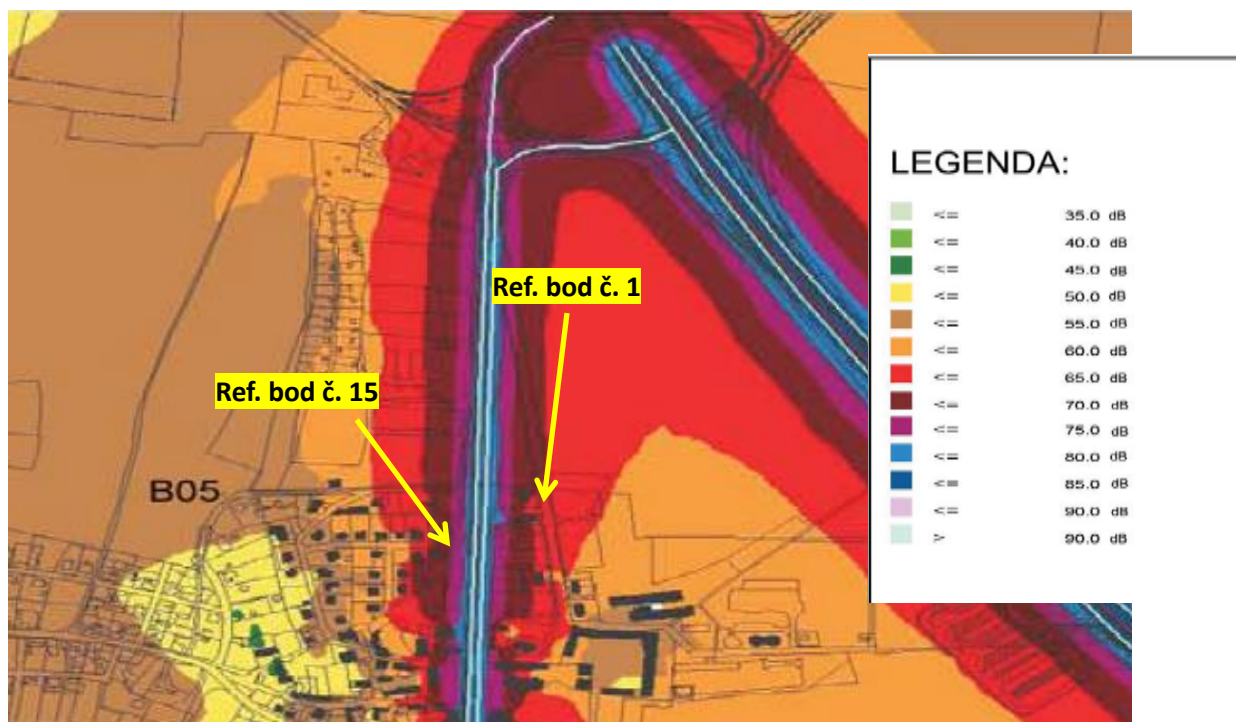 LEGENDA:
<= 35.0 dB
<= 40.0 dB
<= 45.0 dB
<= 50.0 dB
<= 55.0 dB
<= 60.0 dB
<= 65.0 dB
<= 70.0 dB
<= 75.0 dB
<= 80.0 dB
<= 85.0 dB
<= 90.0 dB
> 90.0 dB
Ref. bod č. 1
Ref. bod č. 15
B05